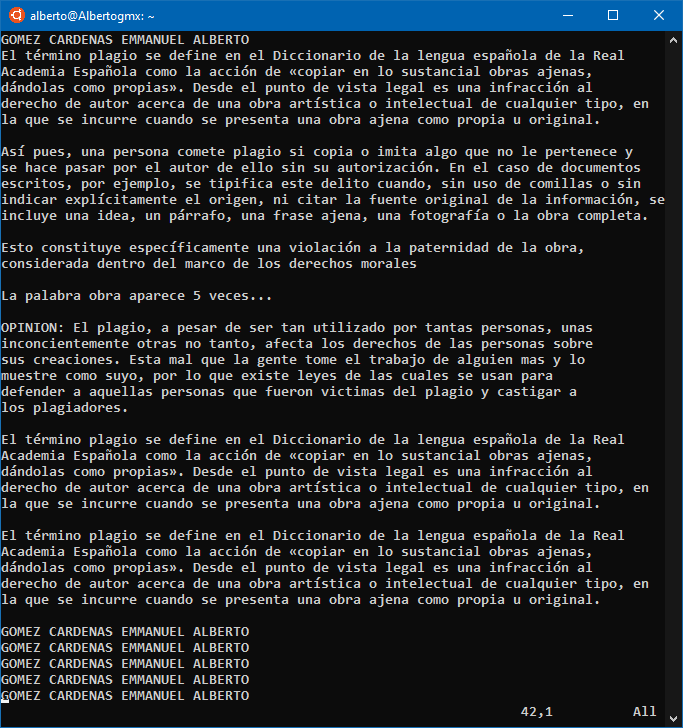 alberto@Albertogmx: ~
GOMEZ CARDENAS EMMANUEL ALBERTO
El término plagio se define en el Diccionario de la lengua española de la Real
Academia Española como la acción de «copiar en lo sustancial obras ajenas,
dándolas como propias». Desde el punto de vista legal es una infracción al
derecho de autor acerca de una obra artística o intelectual de cualquier tipo, en
la que se incurre cuando se presenta una obra ajena como propia u original.

Así pues, una persona comete plagio si copia o imita algo que no le pertenece y
se hace pasar por el autor de ello sin su autorización. En el caso de documentos
escritos, por ejemplo, se tipifica este delito cuando, sin uso de comillas o sin
indicar explícitamente el origen, ni citar la fuente original de la información, se
incluye una idea, un párrafo, una frase ajena, una fotografía o la obra completa.

Esto constituye específicamente una violación a la paternidad de la obra,
considerada dentro del marco de los derechos morales

La palabra obra aparece 5 veces...

OPINION: El plagio, a pesar de ser tan utilizado por tantas personas, unas
inconcientemente otras no tanto, afecta los derechos de las personas sobre
sus creaciones. Esta mal que la gente tome el trabajo de alguien mas y lo
muestre como suyo, por lo que existe leyes de las cuales se usan para
defender a aquellas personas que fueron victimas del plagio y castigar a
los plagiadores.

El término plagio se define en el Diccionario de la lengua española de la Real
Academia Española como la acción de «copiar en lo sustancial obras ajenas,
dándolas como propias». Desde el punto de vista legal es una infracción al
derecho de autor acerca de una obra artística o intelectual de cualquier tipo, en
la que se incurre cuando se presenta una obra ajena como propia u original.

El término plagio se define en el Diccionario de la lengua española de la Real
Academia Española como la acción de «copiar en lo sustancial obras ajenas,
dándolas como propias». Desde el punto de vista legal es una infracción al
derecho de autor acerca de una obra artística o intelectual de cualquier tipo, en
la que se incurre cuando se presenta una obra ajena como propia u original.

GOMEZ CARDENAS EMMANUEL ALBERTO
GOMEZ CARDENAS EMMANUEL ALBERTO
GOMEZ CARDENAS EMMANUEL ALBERTO
GOMEZ CARDENAS EMMANUEL ALBERTO
GOMEZ CARDENAS EMMANUEL ALBERTO
42,1 All